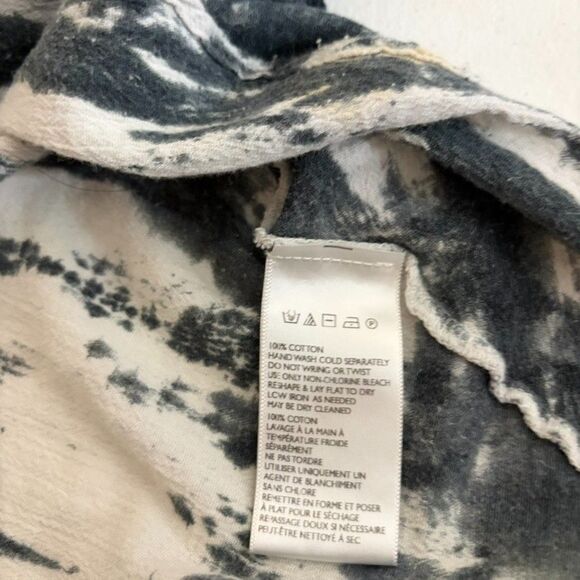 100% COTTON
HAND WASH COLD SEPARATELY
DO NOT WRING OR TWIST
USE ONLY NON-CHLORINE BLEACH
RESHAPE & LAY FLAT TO DRY
LOW IRON AS NEEDED
MAY BE DRY CLEANED
100% COTON
LAVAGE À LA MAIN À
TEMPÉRATURE FROIDE
SÉPARÉMENT
NE PAS TORDRE
UTILISER UNIQUEMENT UN
AGENT DE BLANCHIMENT
SANS CHLORE
REMETTRE EN FORME ET POSER
À PLAT POUR LE SÉCHAGE
REPASSAGE DOUX SI NÉCESSAIRE
PEUT-ÊTRE NETTOYÉ À SEC